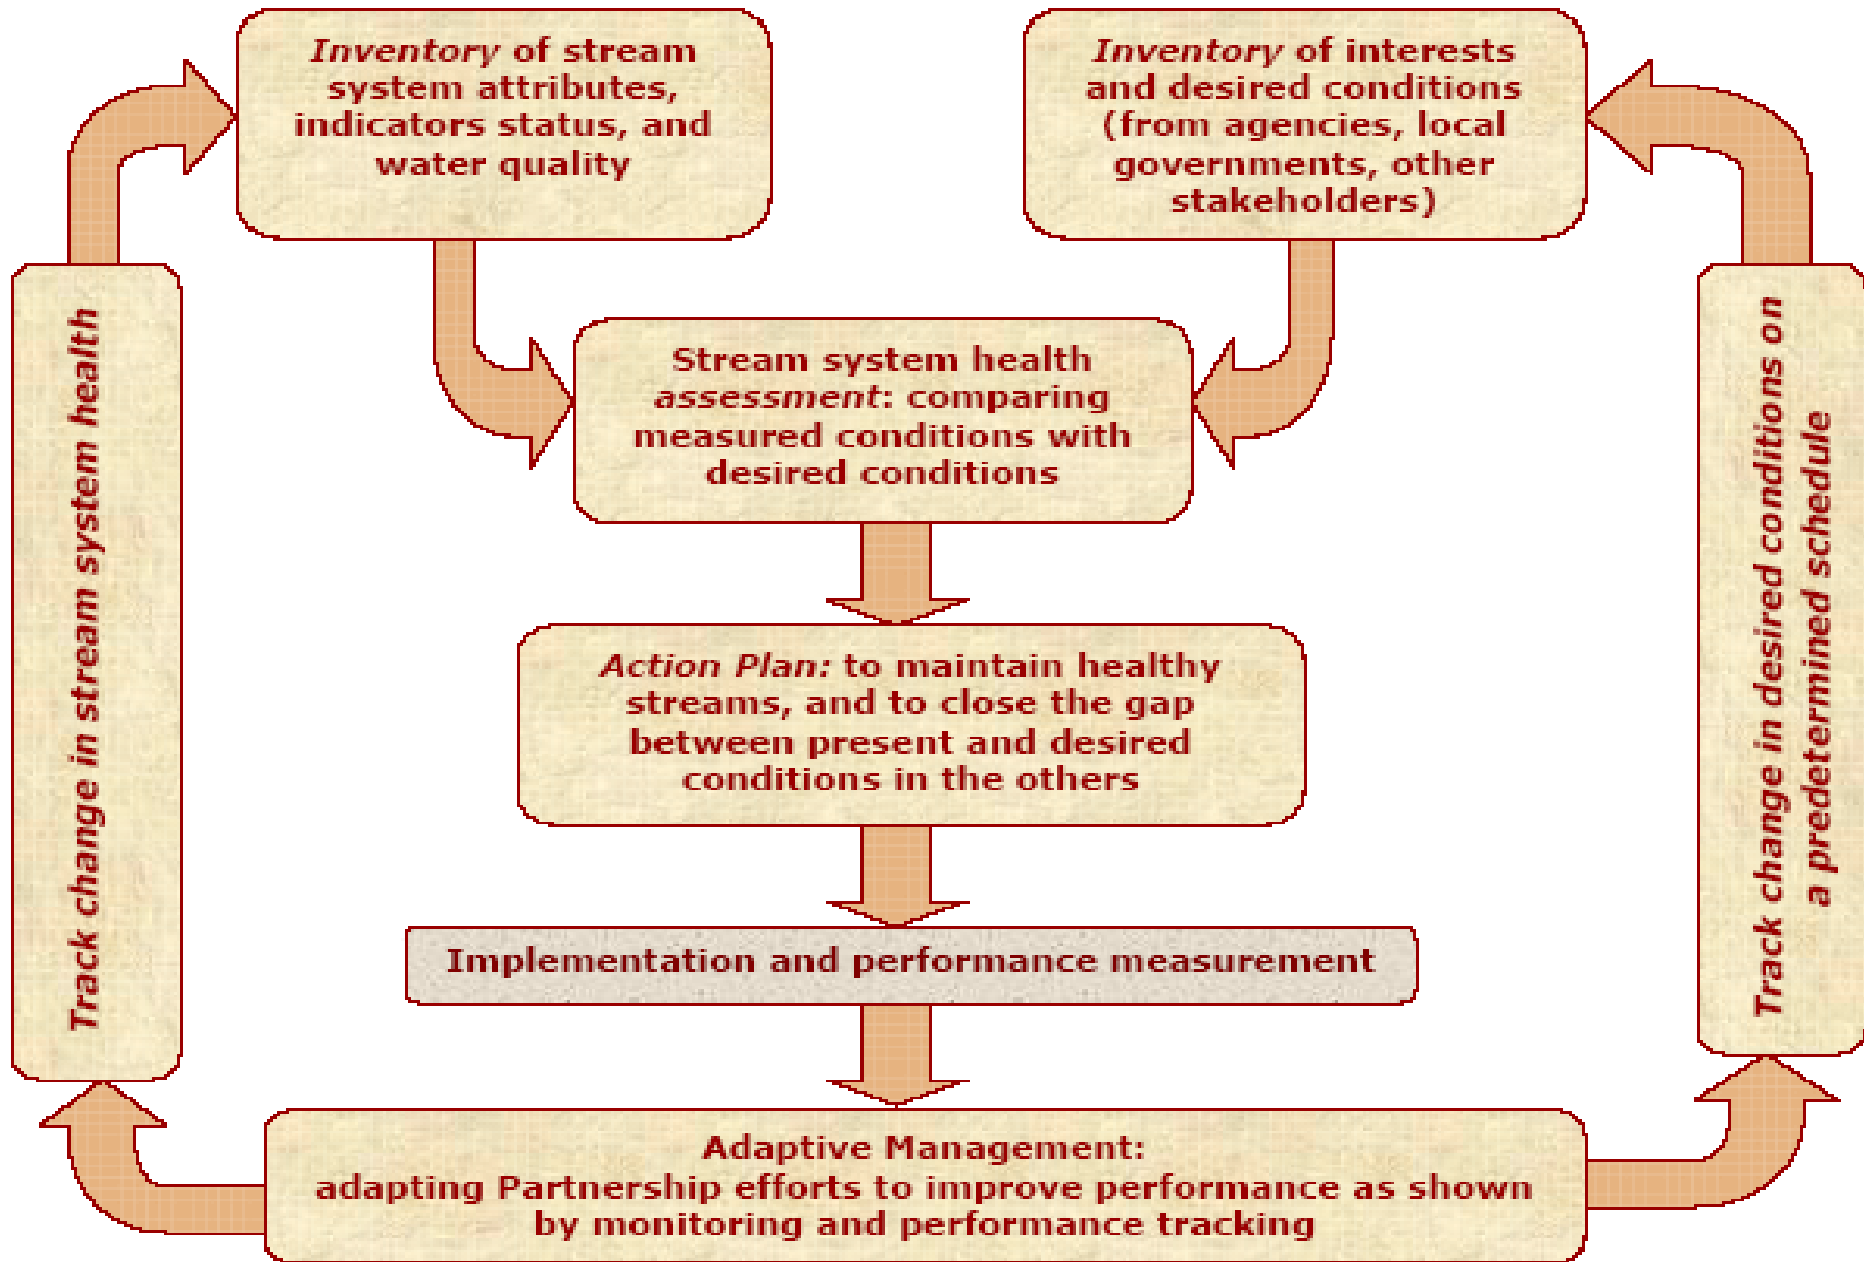 Inventory of stream
system attributes,
indicators status, and
water quality
Inventory of interests
and desired conditions
(from agencies, local
governments, other
stakeholders)
Stream system health
assessment: comparing
measured conditions with
desired conditions
Action Plan: to maintain healthy
streams, and to close the gap
between present and desired
conditions in the others
Implementation and performance measurement
Adaptive Management:
adapting Partnership efforts to improve performance as shown
by monitoring and performance tracking
Track change in stream system health
Track change in desired conditions on
a predetermined schedule